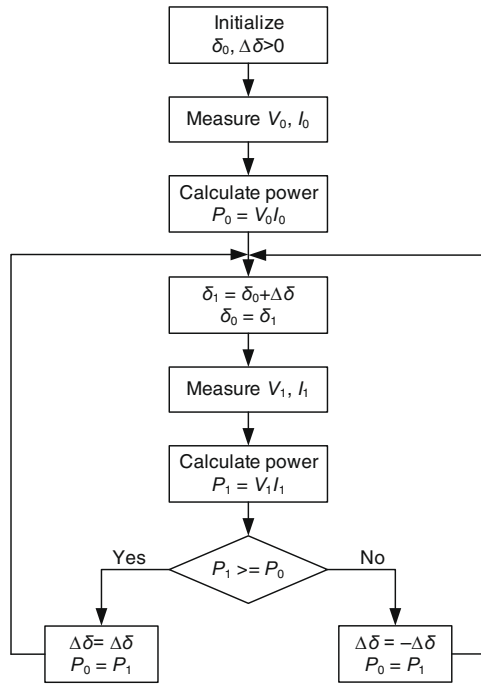 Initialize
δ₀, Δδ>0
Measure V₀, I₀
Calculate power
P₀ = V₀I₀
δ₁ = δ₀+Δδ
δ₀ = δ₁
Measure V₁, I₁
Calculate power
P₁ = V₁I₁
Yes
P₁ >= P₀
No
Δδ= Δδ
P₀ = P₁
Δδ = −Δδ
P₀ = P₁